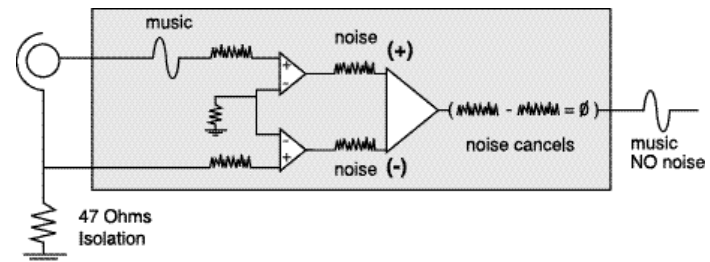 music
noise (+)
+
-
-
+
( - = Ø )
noise cancels
noise (-)
music
NO noise
47 Ohms
Isolation